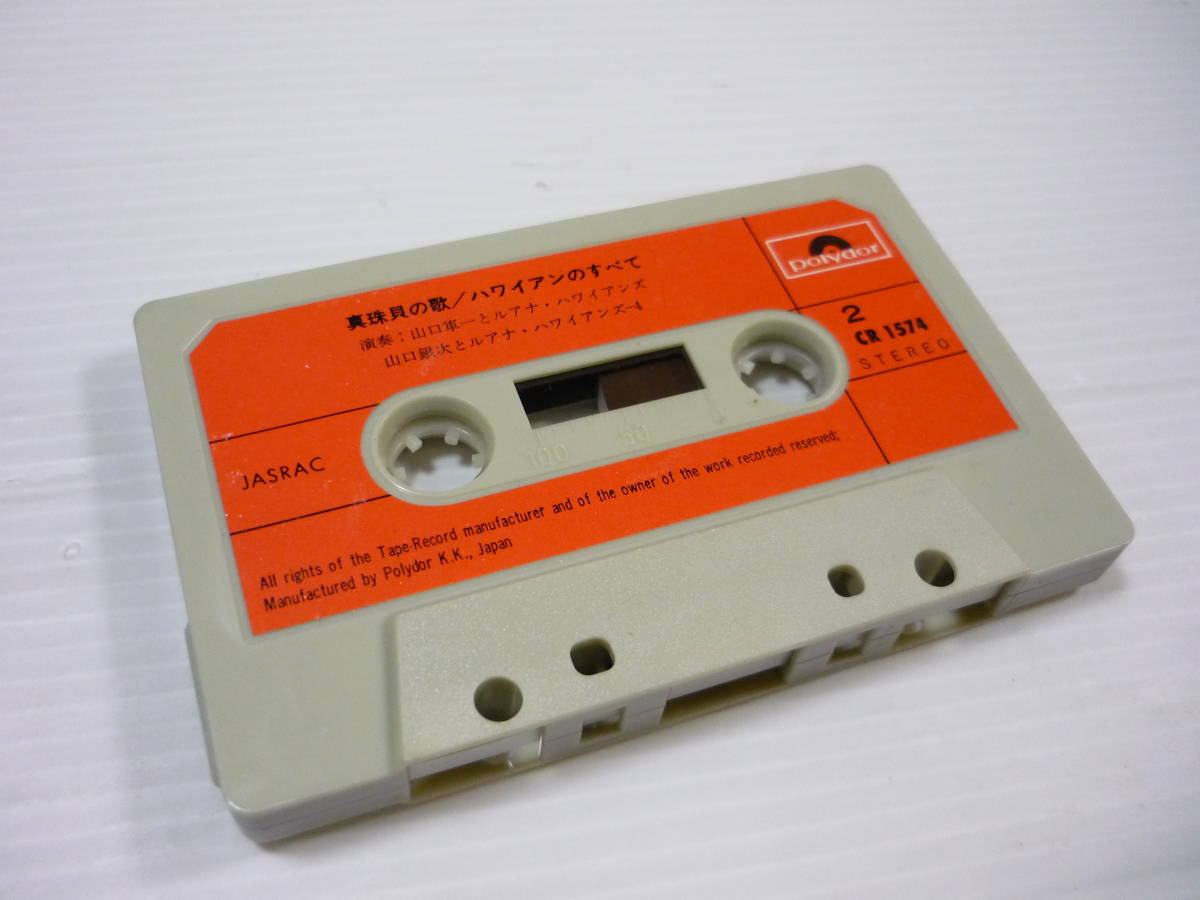 真珠貝の歌/ハワイアンのすべて
演奏:山口軍一とルアナ・ハワイアンズ
山口銀次とルアナ・ハワイアンズ-4
polydor
2
CR 1574
STEREO
JASRAC
100 50 0
All rights of the Tape-Record manufacturer and of the owner of the work recorded reserved;
Manufactured by Polydor K.K., Japan